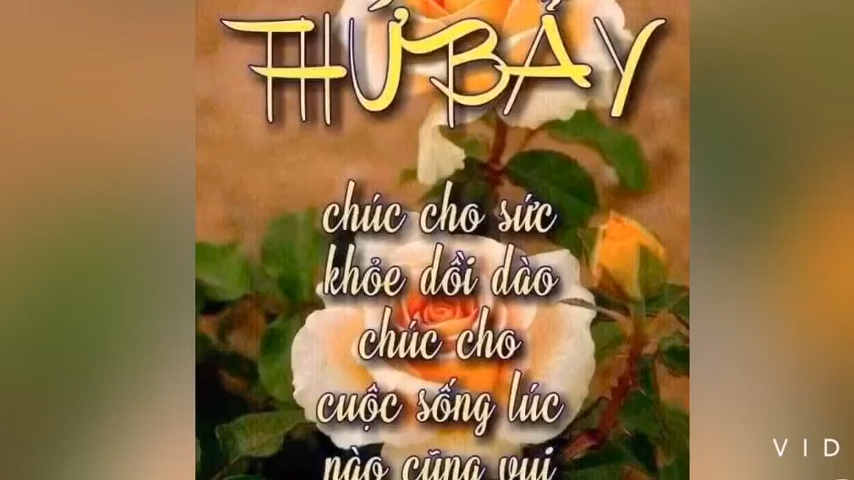 THỨ BẢY
chúc cho sức
khỏe dồi dào
chúc cho
cuộc sống lúc
nào cũng vui
VID